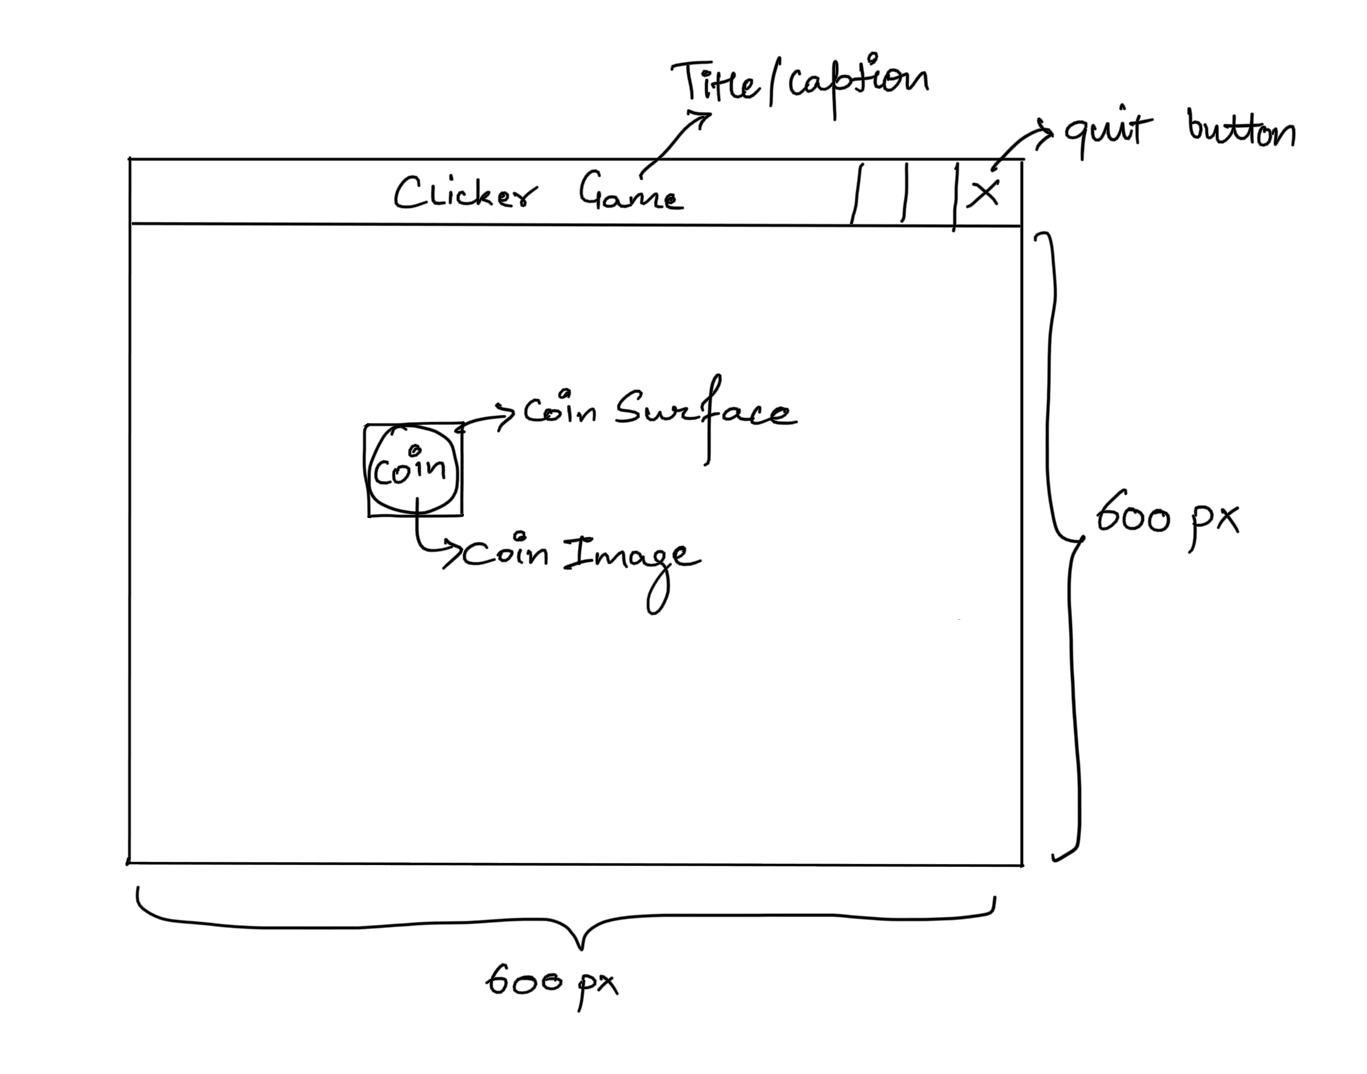 Title/caption
quit button
Clicker Game
X
Coin Surface
Coin
Coin Image
600 px
600 px